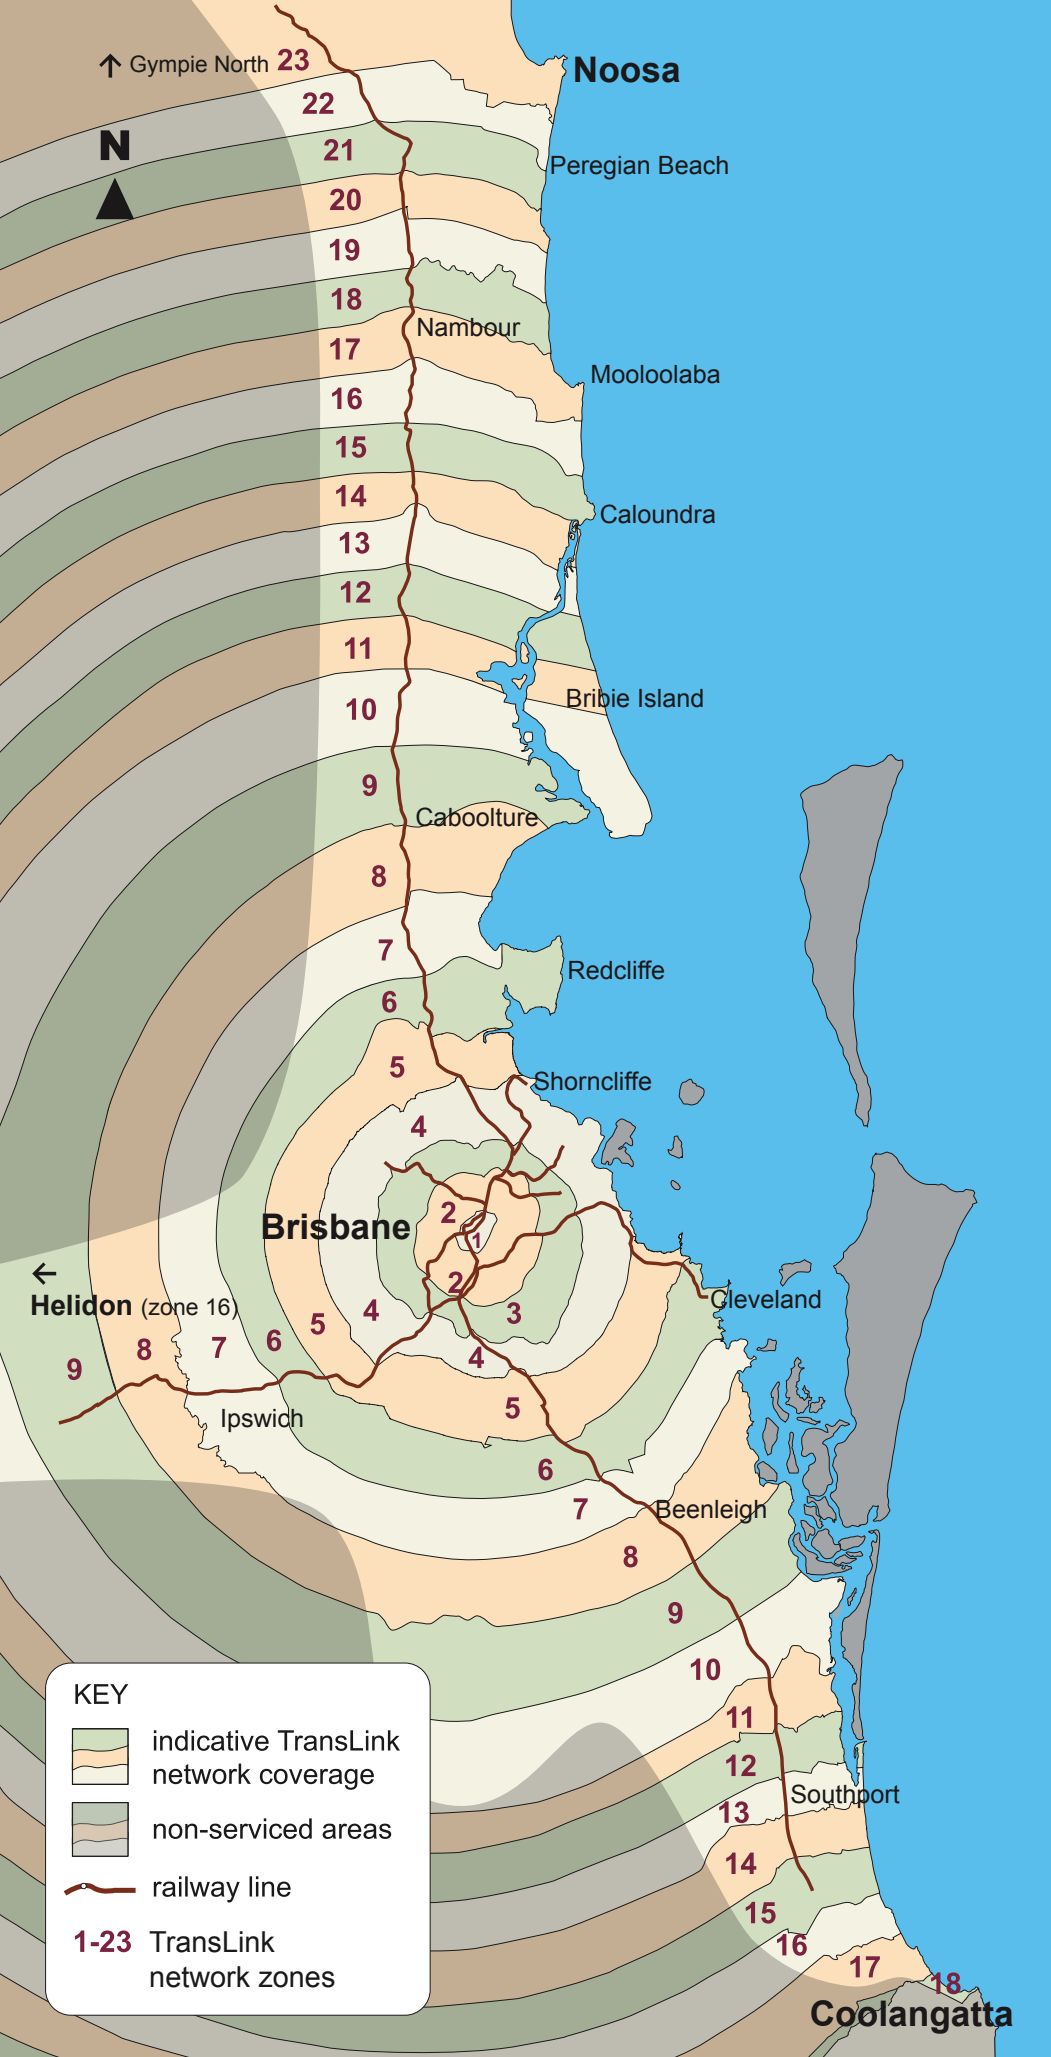 Noosa
↑ Gympie North 23
22
N
21
Peregian Beach
20
19
18
Nambour
17
Mooloolaba
16
15
14
Caloundra
13
12
11
Bribie Island
10
9
Caboolture
8
7
Redcliffe
6
5
Shorncliffe
4
2
Brisbane
1
2
←
Helidon (zone 16)
Cleveland
4
3
5
6
7
8
9
4
5
Ipswich
6
7
Beenleigh
8
9
10
11
12
Southport
13
14
15
16
17
18
Coolangatta
KEY
indicative TransLink
network coverage
non-serviced areas
railway line
1-23 TransLink
network zones